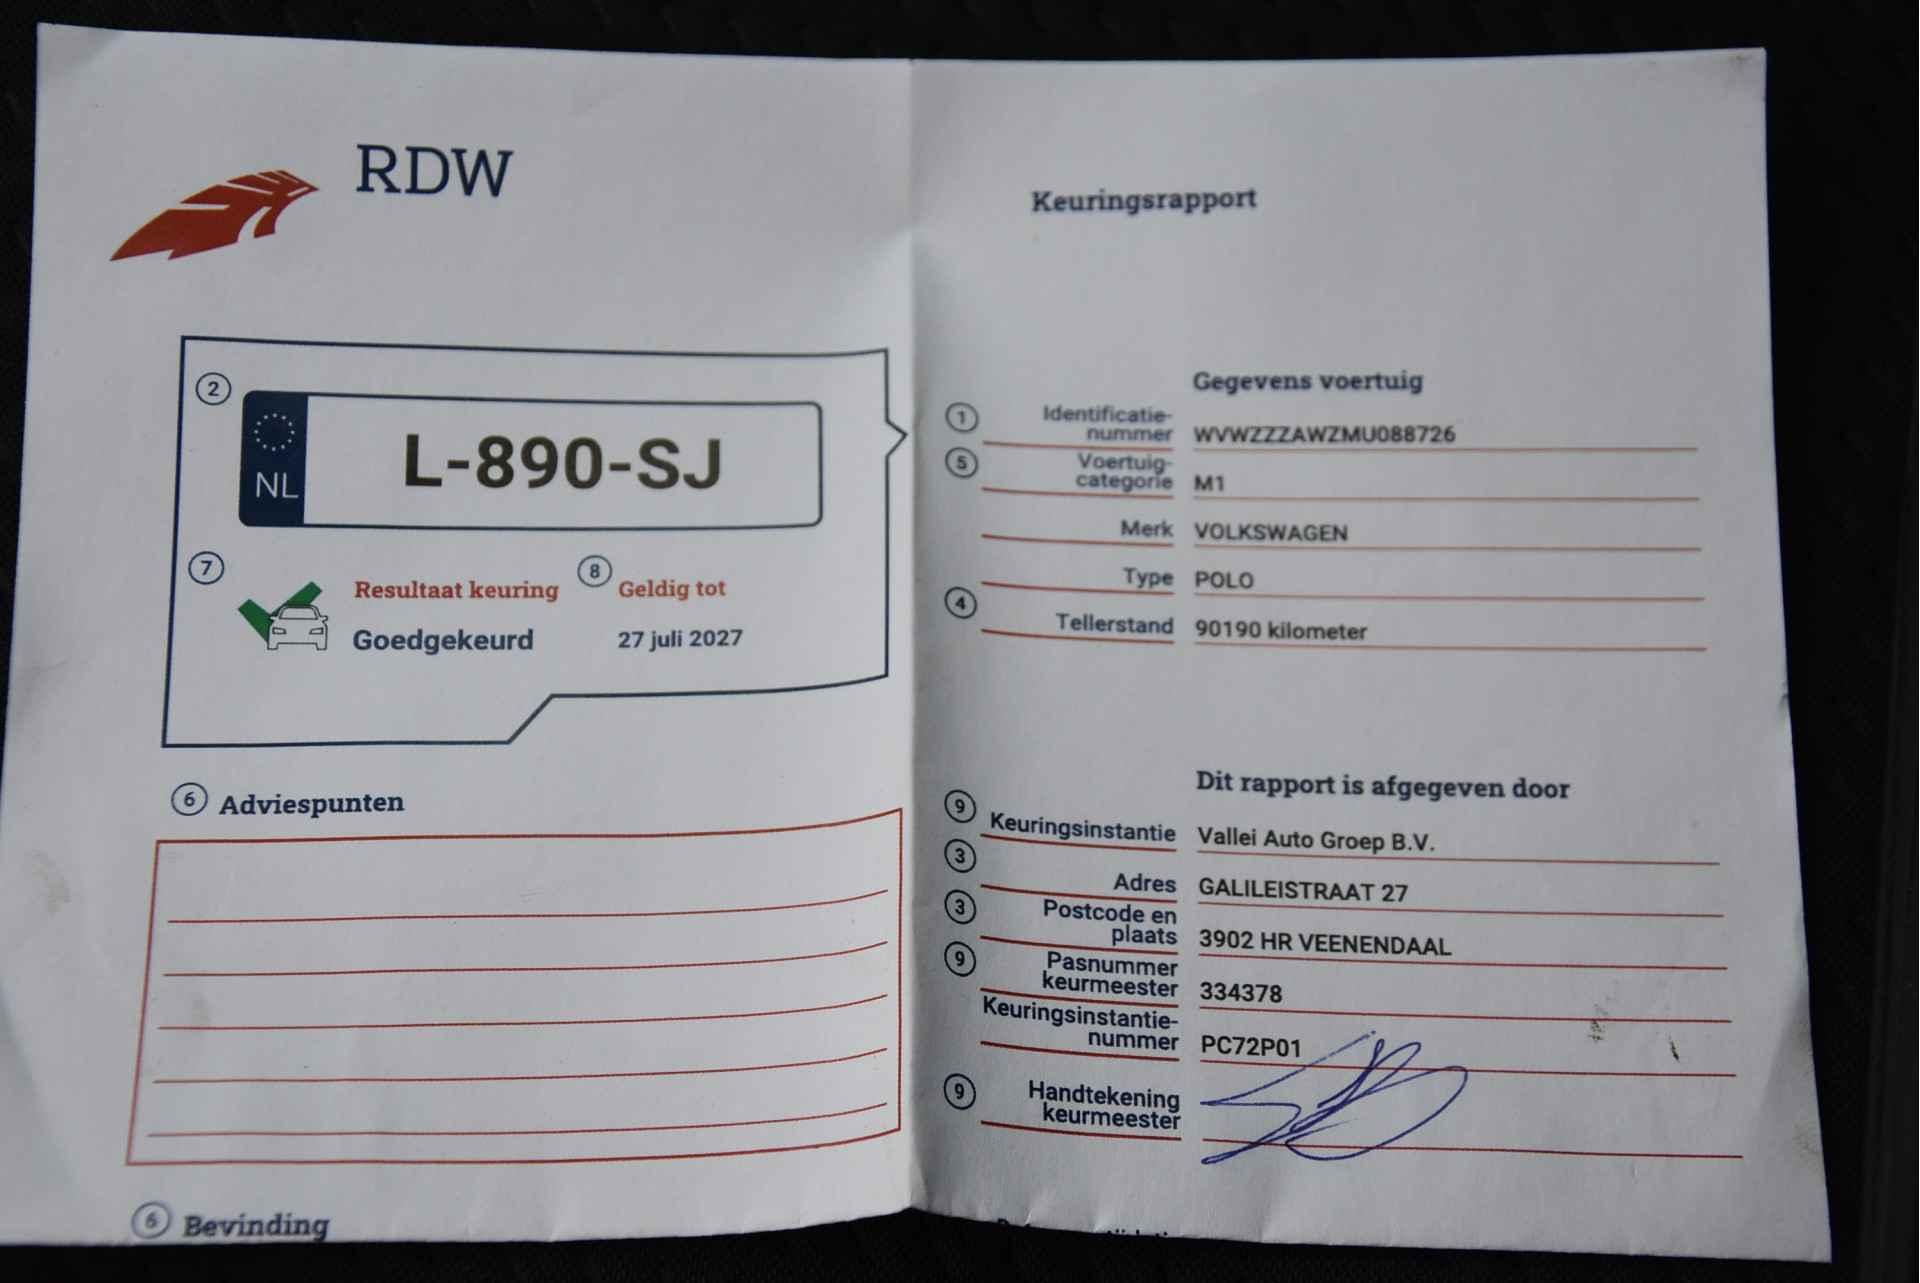 RDW
Keuringsrapport
2
NL
L-890-SJ
7
Resultaat keuring
Goedgekeurd
8
Geldig tot
27 juli 2027
6 Adviespunten
6 Bevinding
Gegevens voertuig
1 Identificatie-
nummer WVWZZZAWZMU088726
5 Voertuig-
categorie M1
Merk VOLKSWAGEN
Type POLO
4 Tellerstand 90190 kilometer
Dit rapport is afgegeven door
9 Keuringsinstantie Vallei Auto Groep B.V.
3 Adres GALILEISTRAAT 27
3 Postcode en
plaats 3902 HR VEENENDAAL
9 Pasnummer
keurmeester 334378
Keuringsinstantie-
nummer PC72P01
9 Handtekening
keurmeester